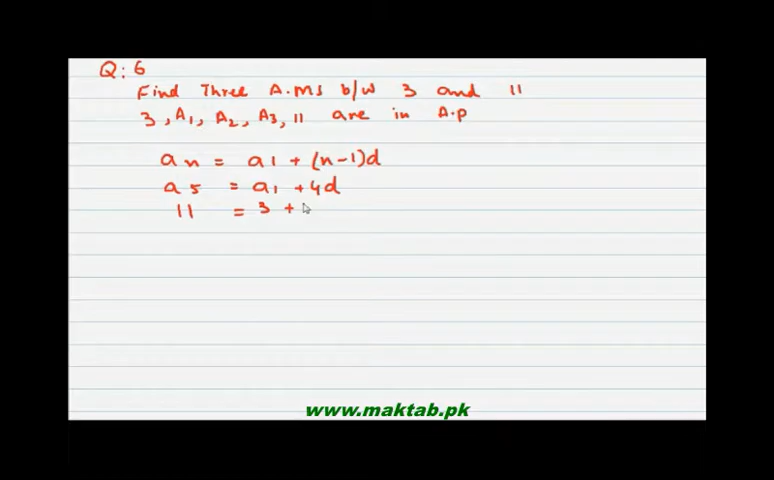 Q: 6
Find Three A.Ms b/w 3 and 11
3, A1, A2, A3, 11 are in A.p
an = a1 + (n-1)d
a5 = a1 + 4d
11 = 3 +
www.maktab.pk